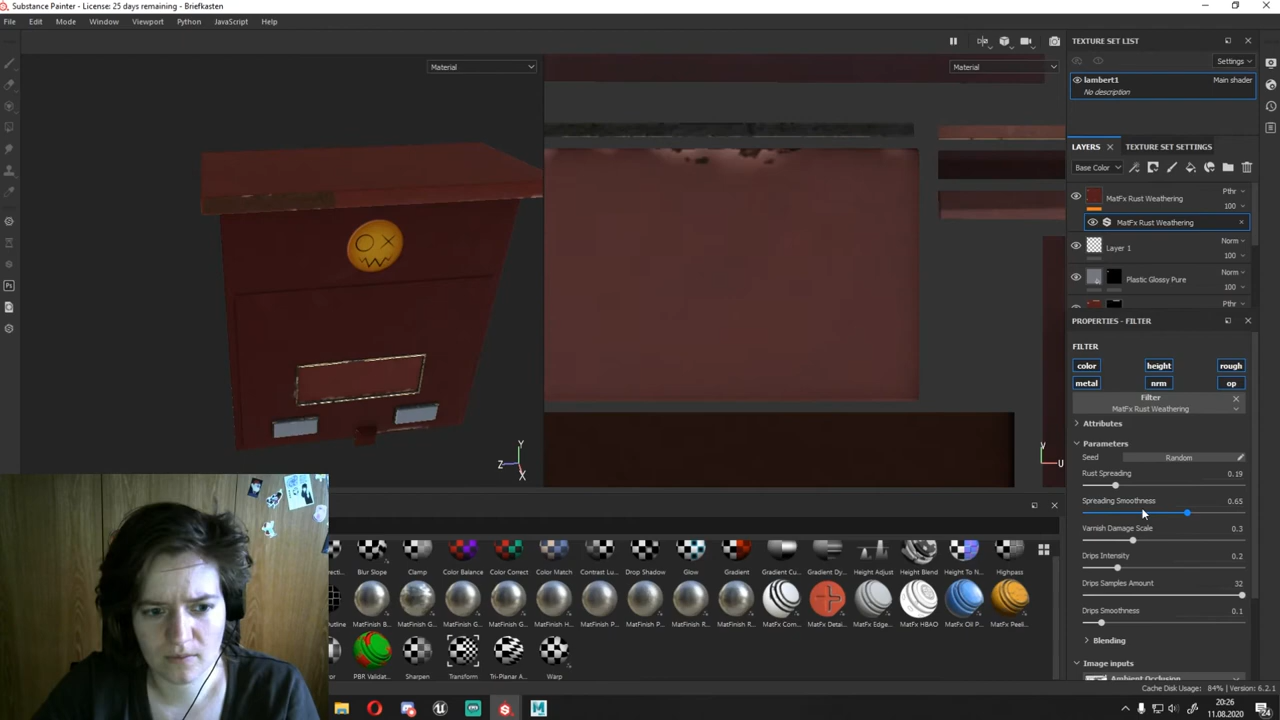 Substance Painter - License: 25 days remaining - Briefkasten
File Edit Mode Window Viewport Python JavaScript Help
Material
Material
TEXTURE SET LIST
Settings
lambert1 Main shader
No description
LAYERS TEXTURE SET SETTINGS
Base Color
MatFx Rust Weathering Pthr
100
MatFx Rust Weathering
Layer 1 Norm
100
Plastic Glossy Pure Norm
100
Pthr
PROPERTIES - FILTER
FILTER
color height rough
metal nrm op
Filter
MatFx Rust Weathering
Attributes
Parameters
Seed Random
Rust Spreading 0.19
Spreading Smoothness 0.65
Varnish Damage Scale 0.3
Drips Intensity 0.2
Drips Samples Amount 32
Drips Smoothness 0.1
Blending
Image inputs
Ambient Occlusion
Y
Z
X
V
U
Ps
Blur Slope Clamp Color Balance Color Correct Color Match Contrast Lu... Drop Shadow Glow Gradient Gradient Cu... Gradient Dy... Height Adjust Height Blend Height To N... Highpass
MatFinish B... MatFinish G... MatFinish G... MatFinish G... MatFinish P... MatFinish P... MatFinish R... MatFinish R... MatFx Com... MatFx Detai... MatFx Edge... MatFx HBAO MatFx Oil P... MatFx Peeli...
PBR Validat... Sharpen Transform Tri-Planar A... Warp
Cache Disk Usage: 84% | Version: 6.2.1
20:26
11.08.2020
24